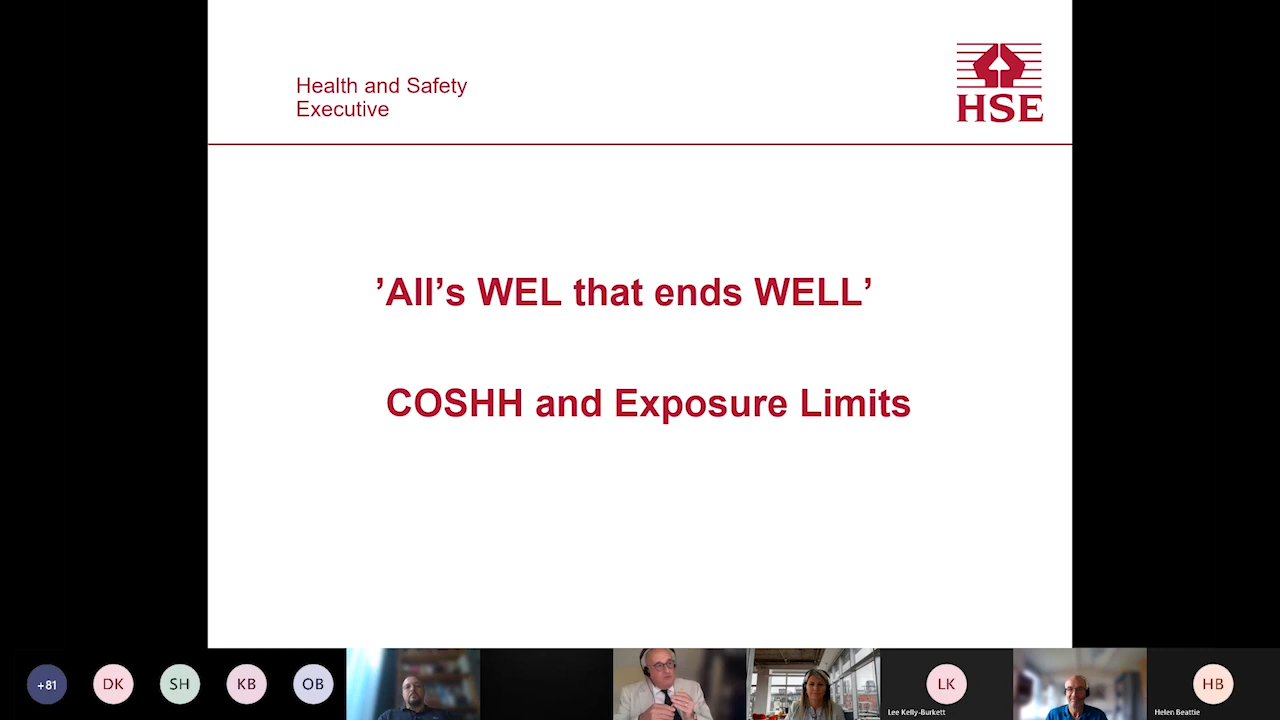 Health and Safety
Executive
HSE
’All’s WEL that ends WELL’
COSHH and Exposure Limits
+81
DK
SH
KB
OB
LK
Lee Kelly-Burkett
HB
Helen Beattie